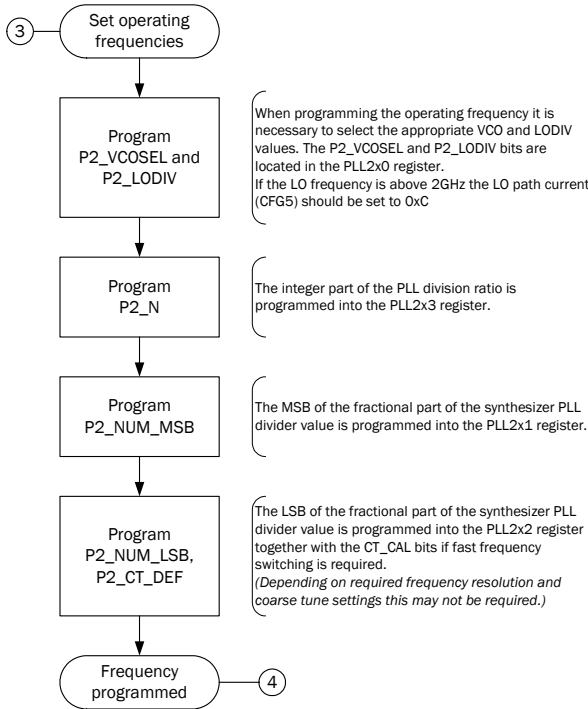 3
Set operating
frequencies
Program
P2_VCOSEL and
P2_LODIV
When programming the operating frequency it is
necessary to select the appropriate VCO and LODIV
values. The P2_VCOSEL and P2_LODIV bits are
located in the PLL2x0 register.
If the LO frequency is above 2GHz the LO path current
(CFG5) should be set to 0xC
Program
P2_N
The integer part of the PLL division ratio is
programmed into the PLL2x3 register.
Program
P2_NUM_MSB
The MSB of the fractional part of the synthesizer PLL
divider value is programmed into the PLL2x1 register.
Program
P2_NUM_LSB,
P2_CT_DEF
The LSB of the fractional part of the synthesizer PLL
divider value is programmed into the PLL2x2 register
together with the CT_CAL bits if fast frequency
switching is required.
(Depending on required frequency resolution and
coarse tune settings this may not be required.)
Frequency
programmed
4